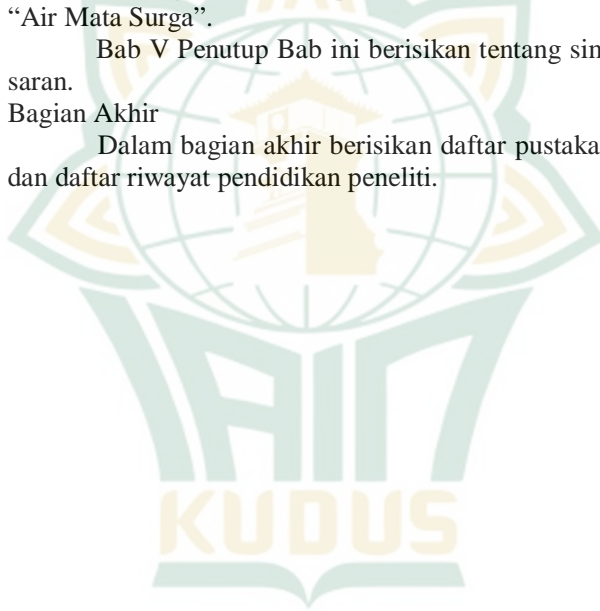 “Air Mata Surga”.
Bab V Penutup Bab ini berisikan tentang sin
saran.
Bagian Akhir
Dalam bagian akhir berisikan daftar pustaka
dan daftar riwayat pendidikan peneliti.
IAIN
KUDUS